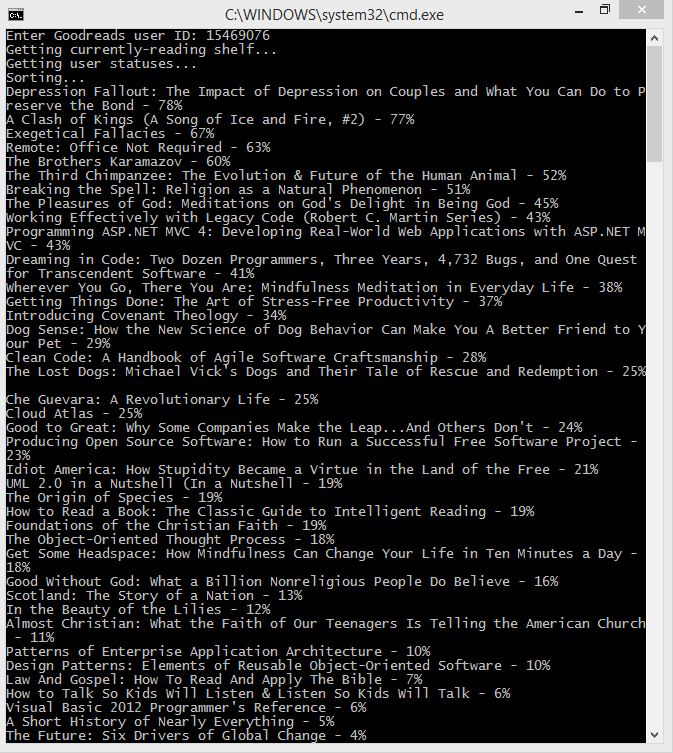 C:\WINDOWS\system32\cmd.exe
Enter Goodreads user ID: 15469076
Getting currently-reading shelf...
Getting user statuses...
Sorting...
Depression Fallout: The Impact of Depression on Couples and What You Can Do to P
reserve the Bond - 78%
A Clash of Kings (A Song of Ice and Fire, #2) - 77%
Exegetical Fallacies - 67%
Remote: Office Not Required - 63%
The Brothers Karamazov - 60%
The Third Chimpanzee: The Evolution & Future of the Human Animal - 52%
Breaking the Spell: Religion as a Natural Phenomenon - 51%
The Pleasures of God: Meditations on God's Delight in Being God - 45%
Working Effectively with Legacy Code (Robert C. Martin Series) - 43%
Programming ASP.NET MVC 4: Developing Real-World Web Applications with ASP.NET M
VC - 43%
Dreaming in Code: Two Dozen Programmers, Three Years, 4,732 Bugs, and One Quest
for Transcendent Software - 41%
Wherever You Go, There You Are: Mindfulness Meditation in Everyday Life - 38%
Getting Things Done: The Art of Stress-Free Productivity - 37%
Introducing Covenant Theology - 34%
Dog Sense: How the New Science of Dog Behavior Can Make You A Better Friend to Y
our Pet - 29%
Clean Code: A Handbook of Agile Software Craftsmanship - 28%
The Lost Dogs: Michael Vick's Dogs and Their Tale of Rescue and Redemption - 25%
Che Guevara: A Revolutionary Life - 25%
Cloud Atlas - 25%
Good to Great: Why Some Companies Make the Leap...And Others Don't - 24%
Producing Open Source Software: How to Run a Successful Free Software Project -
23%
Idiot America: How Stupidity Became a Virtue in the Land of the Free - 21%
UML 2.0 in a Nutshell (In a Nutshell - 19%
The Origin of Species - 19%
How to Read a Book: The Classic Guide to Intelligent Reading - 19%
Foundations of the Christian Faith - 19%
The Object-Oriented Thought Process - 18%
Get Some Headspace: How Mindfulness Can Change Your Life in Ten Minutes a Day -
18%
Good Without God: What a Billion Nonreligious People Do Believe - 16%
Scotland: The Story of a Nation - 13%
In the Beauty of the Lilies - 12%
Almost Christian: What the Faith of Our Teenagers Is Telling the American Church
- 11%
Patterns of Enterprise Application Architecture - 10%
Design Patterns: Elements of Reusable Object-Oriented Software - 10%
Law And Gospel: How To Read And Apply The Bible - 7%
How to Talk So Kids Will Listen & Listen So Kids Will Talk - 6%
Visual Basic 2012 Programmer's Reference - 6%
A Short History of Nearly Everything - 5%
The Future: Six Drivers of Global Change - 4%